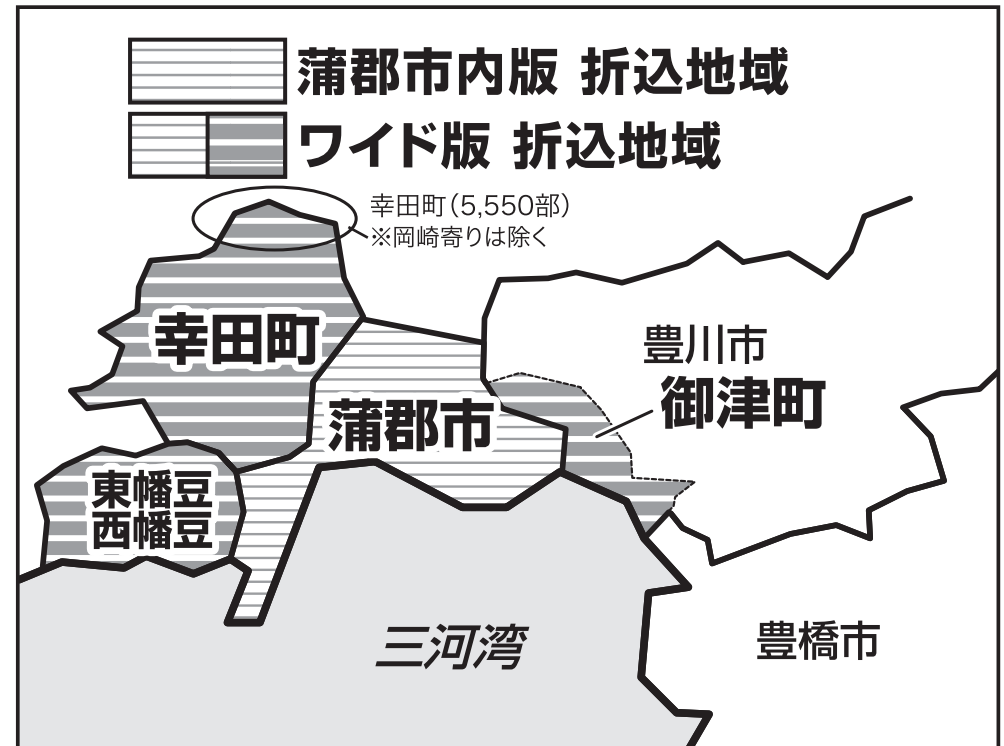 蒲郡市内版 折込地域
ワイド版 折込地域
幸田町(5,550部)
※岡崎寄りは除く
幸田町
豊川市
御津町
蒲郡市
東幡豆
西幡豆
三河湾
豊橋市